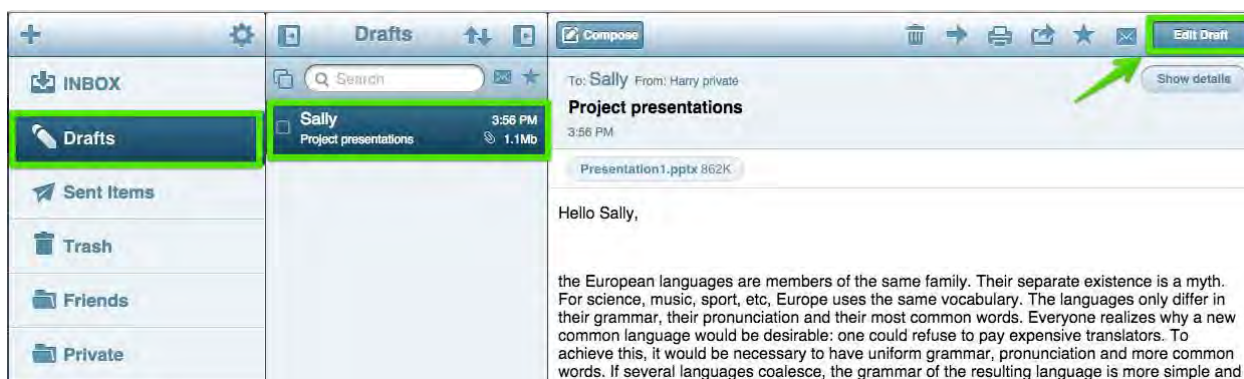 INBOX
Drafts
Sent Items
Trash
Friends
Private
Drafts
Search
Sally 3:56 PM
Project presentations 1.1Mb
Compose
Edit Draft
To: Sally From: Harry private
Show details
Project presentations
3:56 PM
Presentation1.pptx 862K
Hello Sally,
the European languages are members of the same family. Their separate existence is a myth.
For science, music, sport, etc, Europe uses the same vocabulary. The languages only differ in
their grammar, their pronunciation and their most common words. Everyone realizes why a new
common language would be desirable: one could refuse to pay expensive translators. To
achieve this, it would be necessary to have uniform grammar, pronunciation and more common
words. If several languages coalesce, the grammar of the resulting language is more simple and